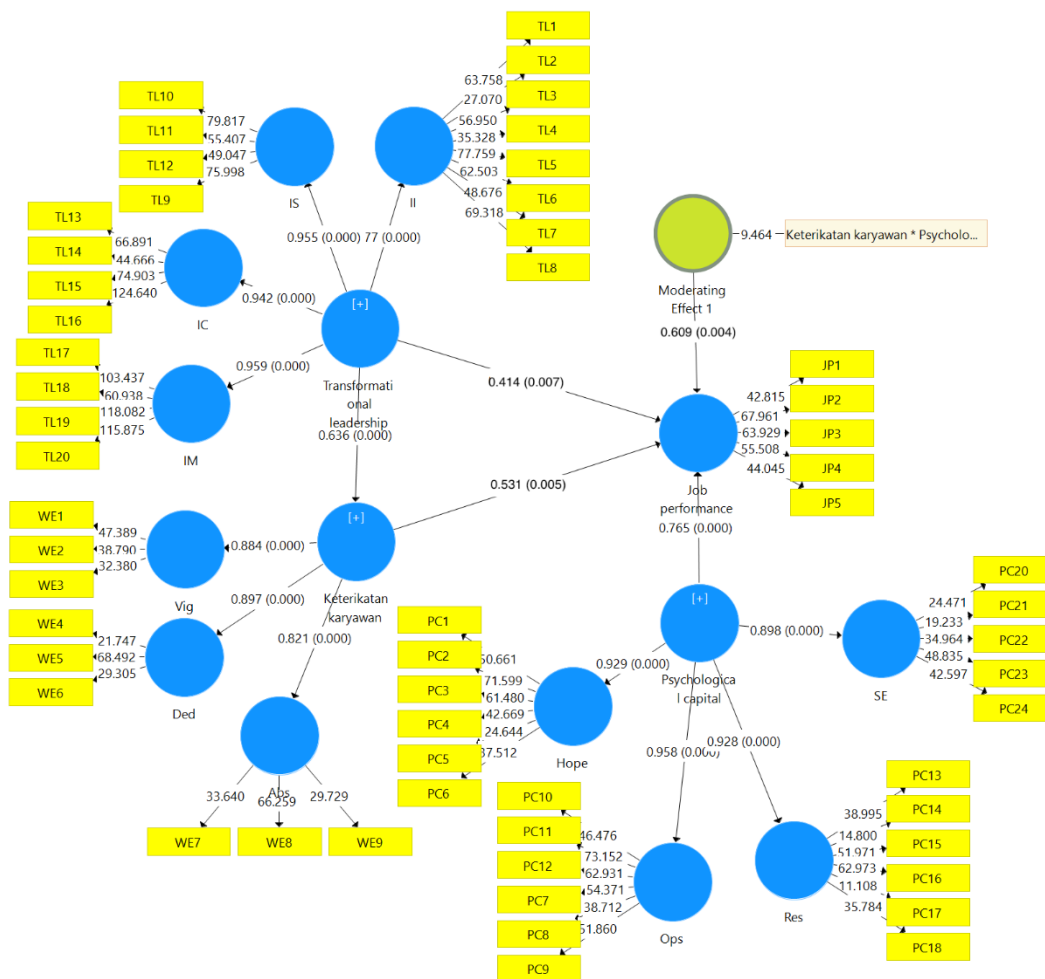 TL1
TL2
TL3
TL4
TL5
TL6
TL7
TL8
63.758
27.070
56.950
35.328
77.759
62.503
48.676
69.318
II
TL10
TL11
TL12
TL9
79.817
55.407
49.047
75.998
IS
TL13
TL14
TL15
TL16
66.891
44.666
74.903
124.640
IC
TL17
TL18
TL19
TL20
103.437
60.938
118.082
115.875
IM
0.955 (0.000)
77 (0.000)
0.942 (0.000)
0.959 (0.000)
[+]
Transformati
onal
leadership
0.636 (0.000)
0.414 (0.007)
9.464
Keterikatan karyawan * Psycholo...
Moderating
Effect 1
0.609 (0.004)
JP1
JP2
JP3
JP4
JP5
42.815
67.961
63.929
55.508
44.045
Job
performance
0.765 (0.000)
0.531 (0.005)
WE1
WE2
WE3
47.389
38.790
32.380
Vig
0.884 (0.000)
[+]
Keterikatan
karyawan
WE4
WE5
WE6
21.747
68.492
29.305
Ded
0.897 (0.000)
0.821 (0.000)
Abs
33.640
66.259
29.729
WE7
WE8
WE9
[+]
Psychologica
l capital
0.898 (0.000)
0.929 (0.000)
0.958 (0.000)
0.928 (0.000)
PC20
PC21
PC22
PC23
PC24
24.471
19.233
34.964
48.835
42.597
SE
PC1
PC2
PC3
PC4
PC5
PC6
71.599
61.480
42.669
24.644
Hope
PC10
PC11
PC12
PC7
PC8
PC9
46.476
73.152
62.931
54.371
38.712
51.860
Ops
PC13
PC14
PC15
PC16
PC17
PC18
38.995
14.800
51.971
62.973
11.108
35.784
Res